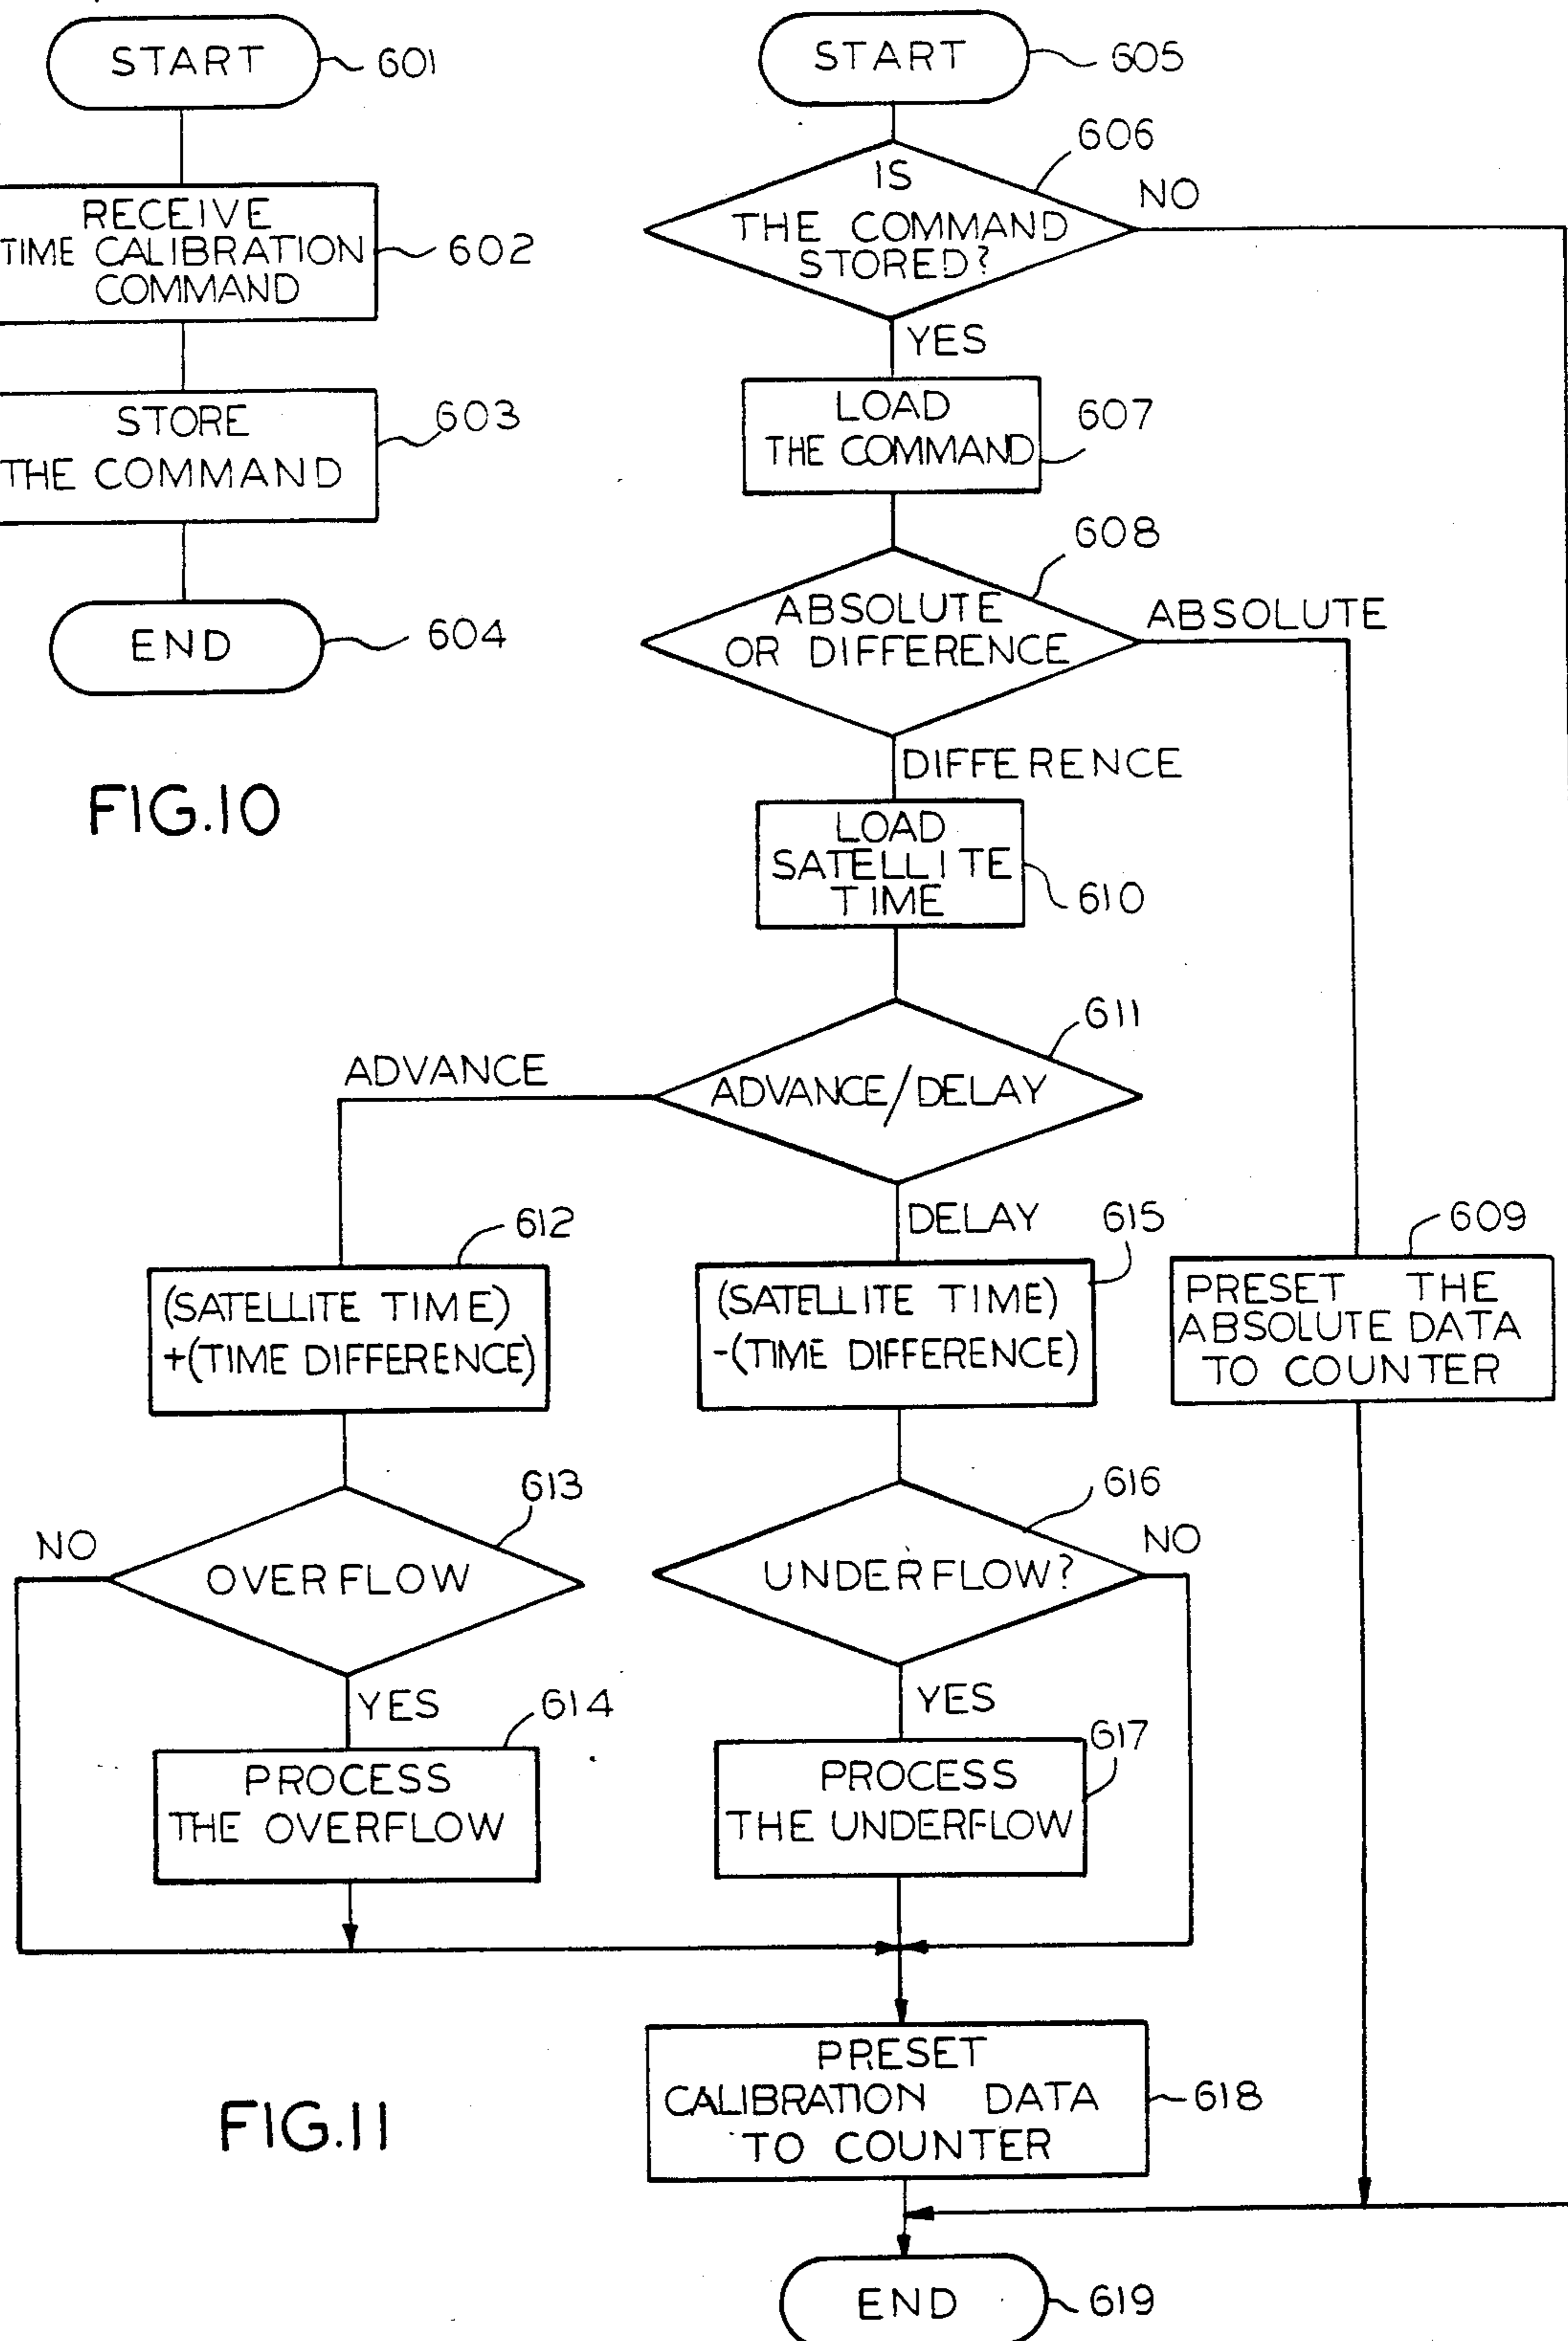 START
601
RECEIVE
TIME CALIBRATION
COMMAND
602
STORE
THE COMMAND
603
END
604
FIG.10
START
605
IS
THE COMMAND
STORED?
606
NO
YES
LOAD
THE COMMAND
607
ABSOLUTE
OR DIFFERENCE
608
ABSOLUTE
DIFFERENCE
LOAD
SATELLITE
TIME
610
ADVANCE/DELAY
611
ADVANCE
DELAY
(SATELLITE TIME)
+(TIME DIFFERENCE)
612
(SATELLITE TIME)
-(TIME DIFFERENCE)
615
PRESET THE
ABSOLUTE DATA
TO COUNTER
609
OVERFLOW
613
NO
YES
UNDERFLOW?
616
NO
YES
PROCESS
THE OVERFLOW
614
PROCESS
THE UNDERFLOW
617
PRESET
CALIBRATION DATA
TO COUNTER
618
END
619
FIG.11